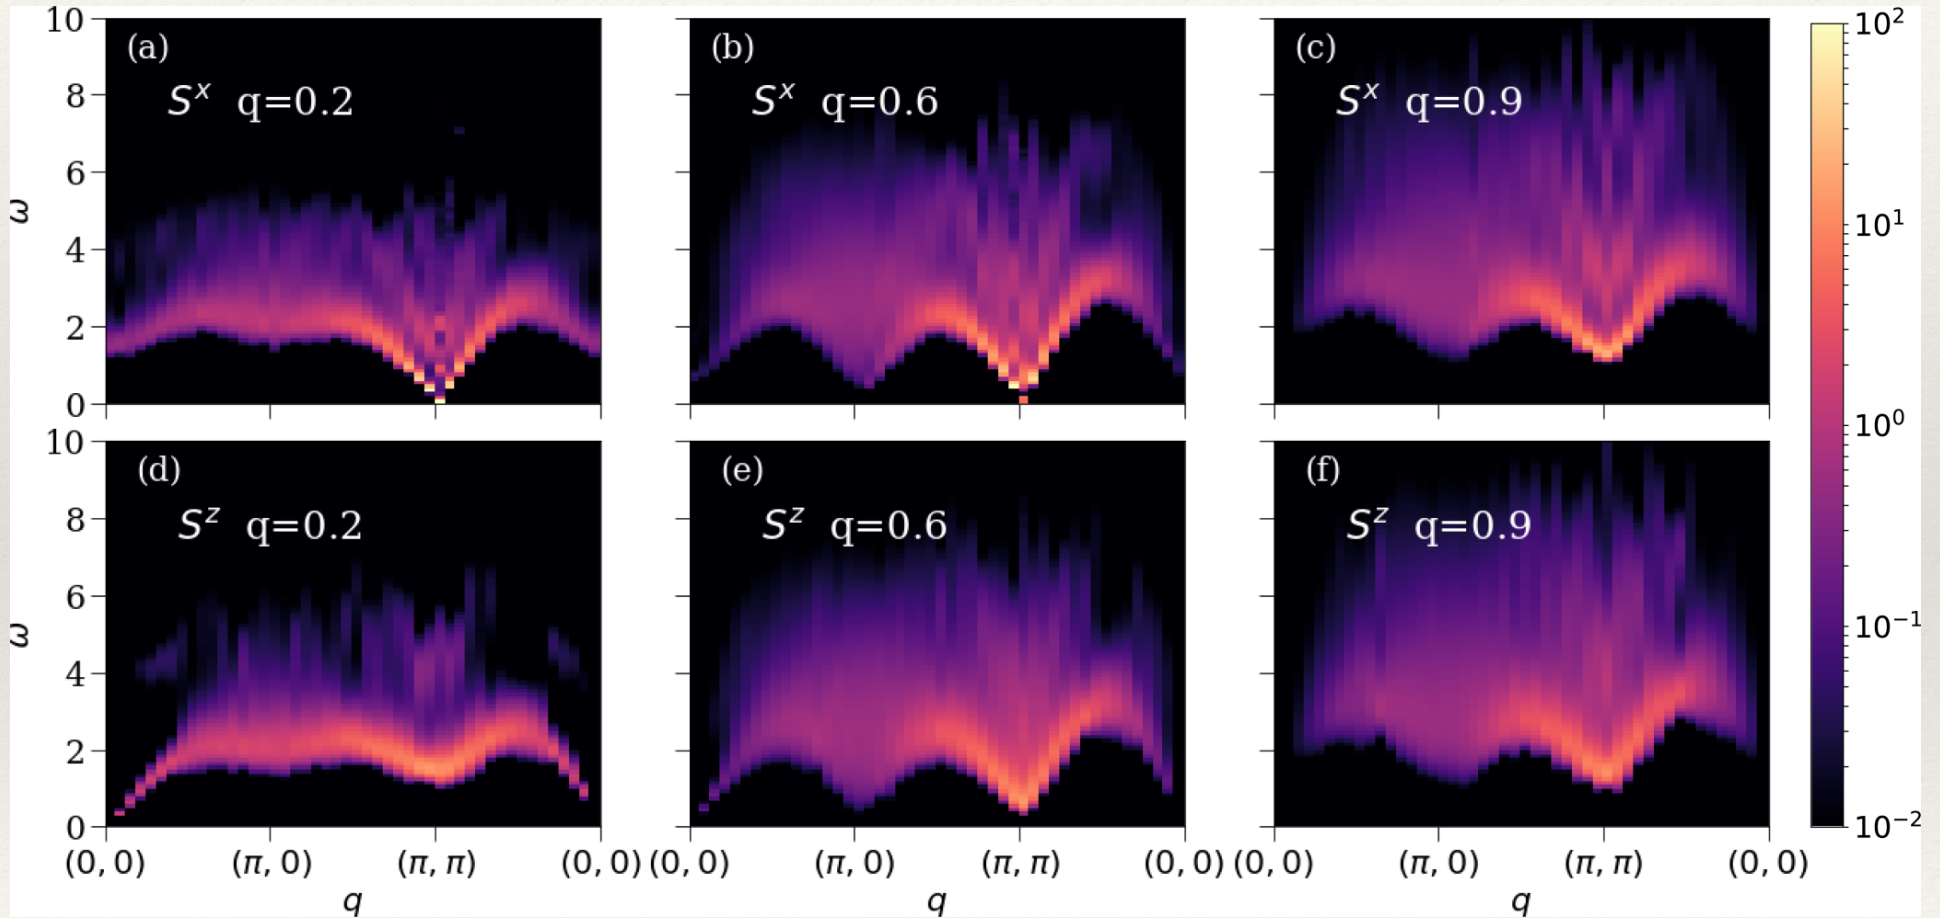 (a)
S^x q=0.2
(b)
S^x q=0.6
(c)
S^x q=0.9
10
8
6
4
2
0
ω
(d)
S^z q=0.2
(e)
S^z q=0.6
(f)
S^z q=0.9
10
8
6
4
2
0
ω
(0,0) (π,0) (π,π) (0,0)
(0,0) (π,0) (π,π) (0,0)
(0,0) (π,0) (π,π) (0,0)
q
q
q
10^2
10^1
10^0
10^−1
10^−2